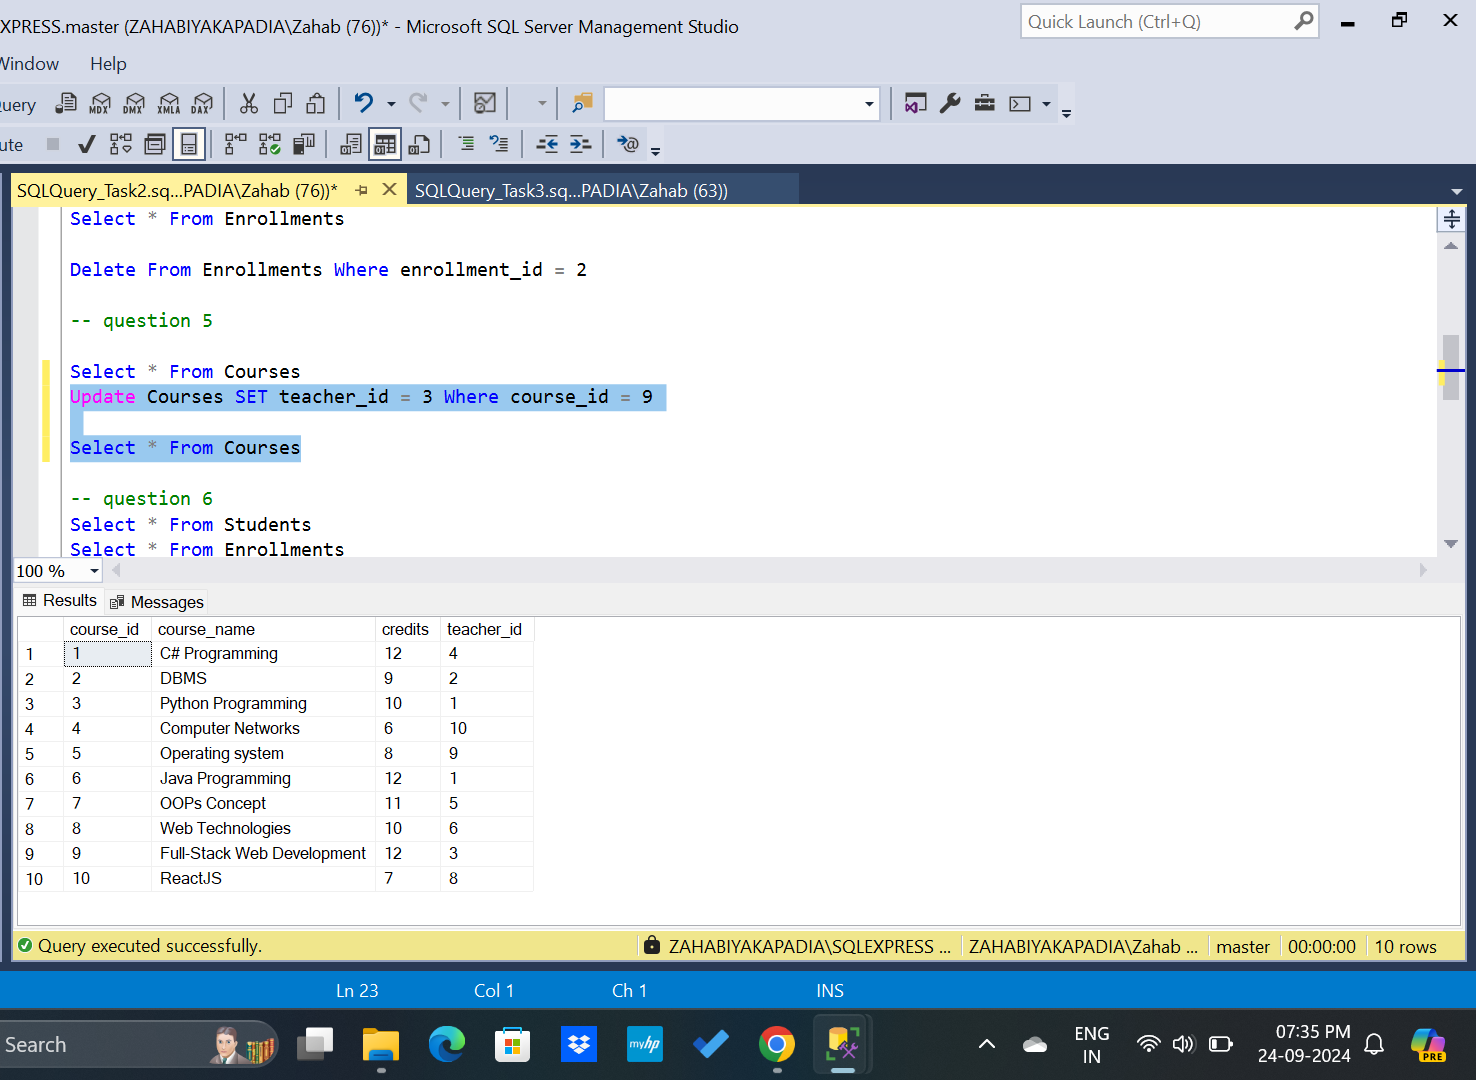 XPRESS.master (ZAHABIYAKAPADIA\Zahab (76))* - Microsoft SQL Server Management Studio
Quick Launch (Ctrl+Q)
Window Help
uery MDX DMX XMLA DAX
ute
SQLQuery_Task2.sq...PADIA\Zahab (76))* SQLQuery_Task3.sq...PADIA\Zahab (63))
Select * From Enrollments
Delete From Enrollments Where enrollment_id = 2
-- question 5
Select * From Courses
Update Courses SET teacher_id = 3 Where course_id = 9
Select * From Courses
-- question 6
Select * From Students
Select * From Enrollments
100 %
Results Messages
course_id course_name credits teacher_id
1 1 C# Programming 12 4
2 2 DBMS 9 2
3 3 Python Programming 10 1
4 4 Computer Networks 6 10
5 5 Operating system 8 9
6 6 Java Programming 12 1
7 7 OOPs Concept 11 5
8 8 Web Technologies 10 6
9 9 Full-Stack Web Development 12 3
10 10 ReactJS 7 8
Query executed successfully. ZAHABIYAKAPADIA\SQLEXPRESS ... ZAHABIYAKAPADIA\Zahab ... master 00:00:00 10 rows
Ln 23 Col 1 Ch 1 INS
Search myhp ENG 07:35 PM
IN 24-09-2024 PRE